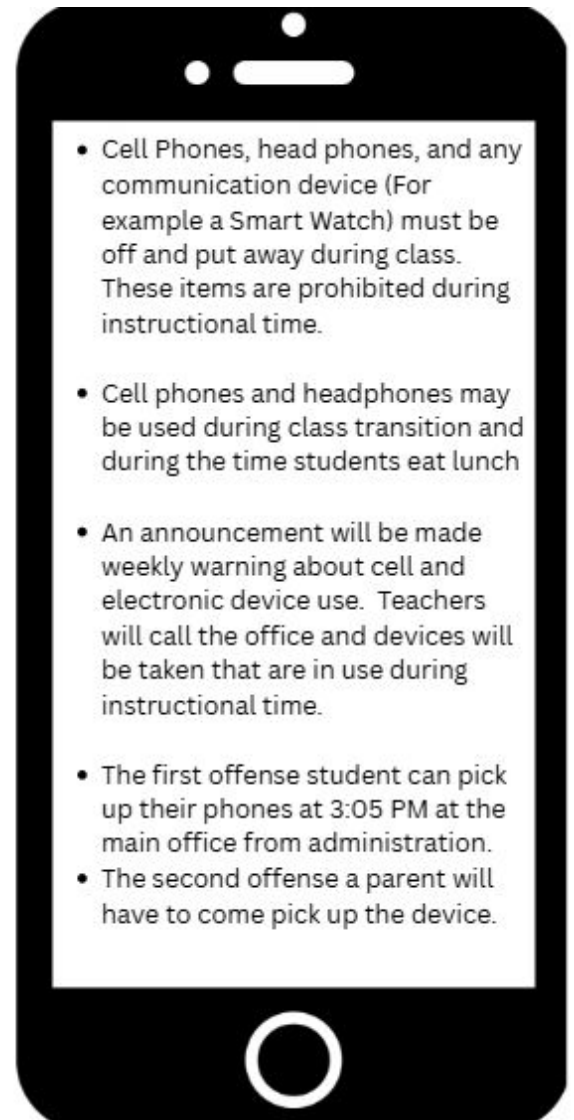 • Cell Phones, head phones, and any
communication device (For
example a Smart Watch) must be
off and put away during class.
These items are prohibited during
instructional time.
• Cell phones and headphones may
be used during class transition and
during the time students eat lunch
• An announcement will be made
weekly warning about cell and
electronic device use.  Teachers
will call the office and devices will
be taken that are in use during
instructional time.
• The first offense student can pick
up their phones at 3:05 PM at the
main office from administration.
• The second offense a parent will
have to come pick up the device.